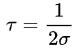 τ = 1/2σ